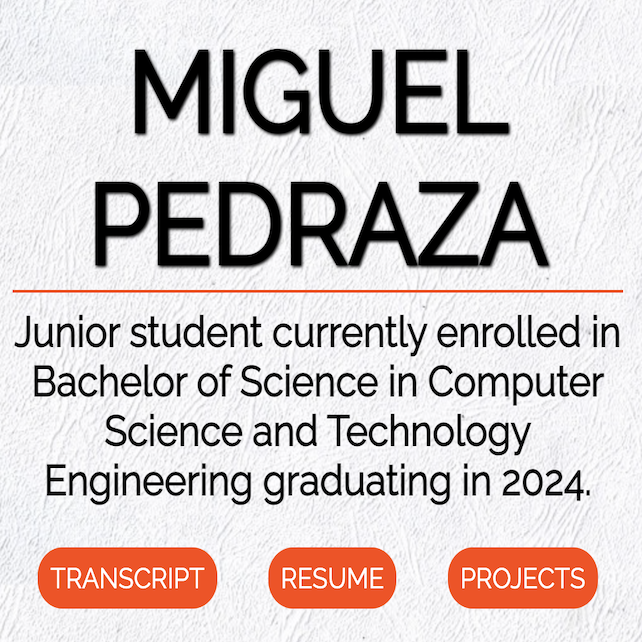 MIGUEL
PEDRAZA
Junior student currently enrolled in
Bachelor of Science in Computer
Science and Technology
Engineering graduating in 2024.
TRANSCRIPT
RESUME
PROJECTS